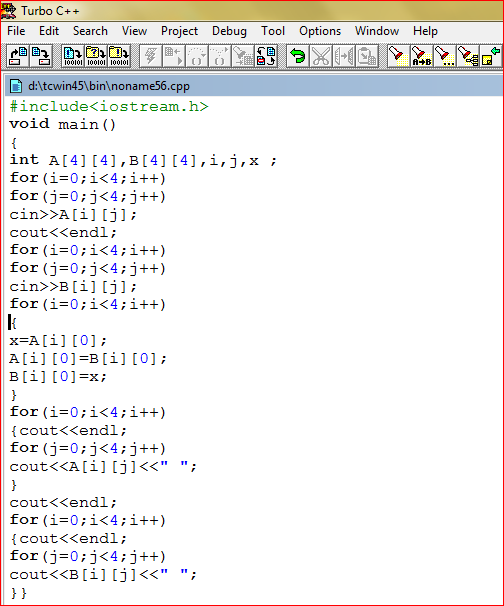 Turbo C++
File Edit Search View Project Debug Tool Options Window Help
d:\tcwin45\bin\noname56.cpp
#include<iostream.h>
void main()
{
int A[4][4],B[4][4],i,j,x ;
for(i=0;i<4;i++)
for(j=0;j<4;j++)
cin>>A[i][j];
cout<<endl;
for(i=0;i<4;i++)
for(j=0;j<4;j++)
cin>>B[i][j];
for(i=0;i<4;i++)
{
x=A[i][0];
A[i][0]=B[i][0];
B[i][0]=x;
}
for(i=0;i<4;i++)
{cout<<endl;
for(j=0;j<4;j++)
cout<<A[i][j]<<" ";
}
cout<<endl;
for(i=0;i<4;i++)
{cout<<endl;
for(j=0;j<4;j++)
cout<<B[i][j]<<" ";
}}